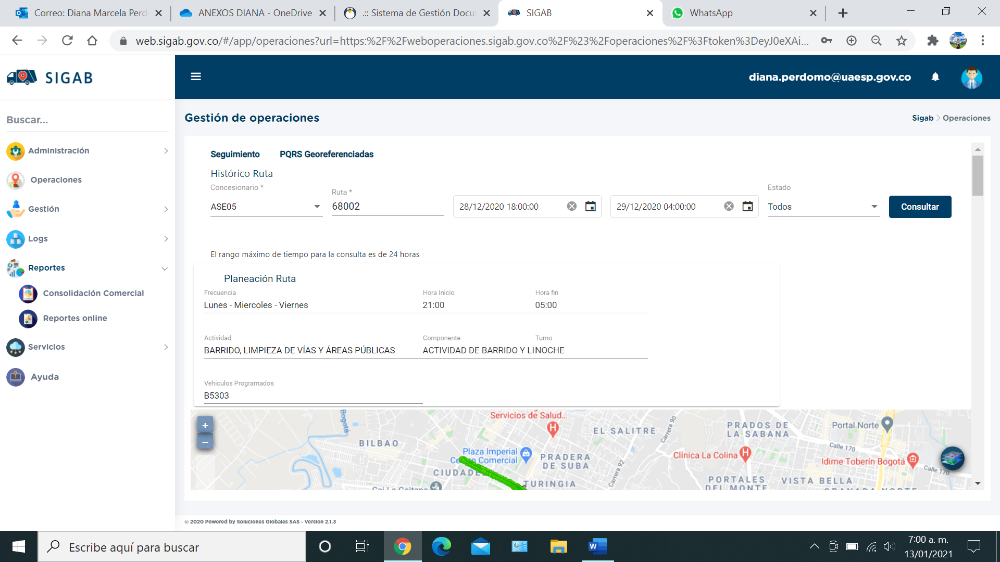 Correo: Diana Marcela Perd
ANEXOS DIANA - OneDrive
.:: Sistema de Gestión Docu
SIGAB
WhatsApp
web.sigab.gov.co/#/app/operaciones?url=https:%2F%2Fweboperaciones.sigab.gov.co%2F%23%2Foperaciones%2F%3Ftoken%3DeyJ0eXAi...
SIGAB
diana.perdomo@uaesp.gov.co
Buscar...
Administración
Operaciones
Gestión
Logs
Reportes
Consolidación Comercial
Reportes online
Servicios
Ayuda
Gestión de operaciones
Sigab > Operaciones
Seguimiento PQRS Georeferenciadas
Histórico Ruta
Concesionario *
ASE05
Ruta *
68002
28/12/2020 18:00:00
29/12/2020 04:00:00
Estado
Todos
Consultar
El rango máximo de tiempo para la consulta es de 24 horas
Planeación Ruta
Frecuencia
Lunes - Miercoles - Viernes
Hora Inicio
21:00
Hora fin
05:00
Actividad
BARRIDO, LIMPIEZA DE VÍAS Y ÁREAS PÚBLICAS
Componente
ACTIVIDAD DE BARRIDO Y LI
Turno
NOCHE
Vehiculos Programados
B5303
+
−
Bogotá
BILBAO
Servicios de Salud...
EL SALITRE
Carrera 90
PRADOS DE
LA SABANA
Portal Norte
Calle 170
Plaza Imperial
Centro Comercial
PRADERA
DE SUBA
Carrera 92
Clínica La Colina
Idime Toberín Bogotá
Calle 170
CIUDADE
TURINGIA
PORTALES
DEL MONTE
VISTA BELLA
GRANADA NORTE
Cai La Gaitana
© 2020 Powered by Soluciones Globales SAS - Version 2.1.3
Escribe aquí para buscar
7:00 a. m.
13/01/2021